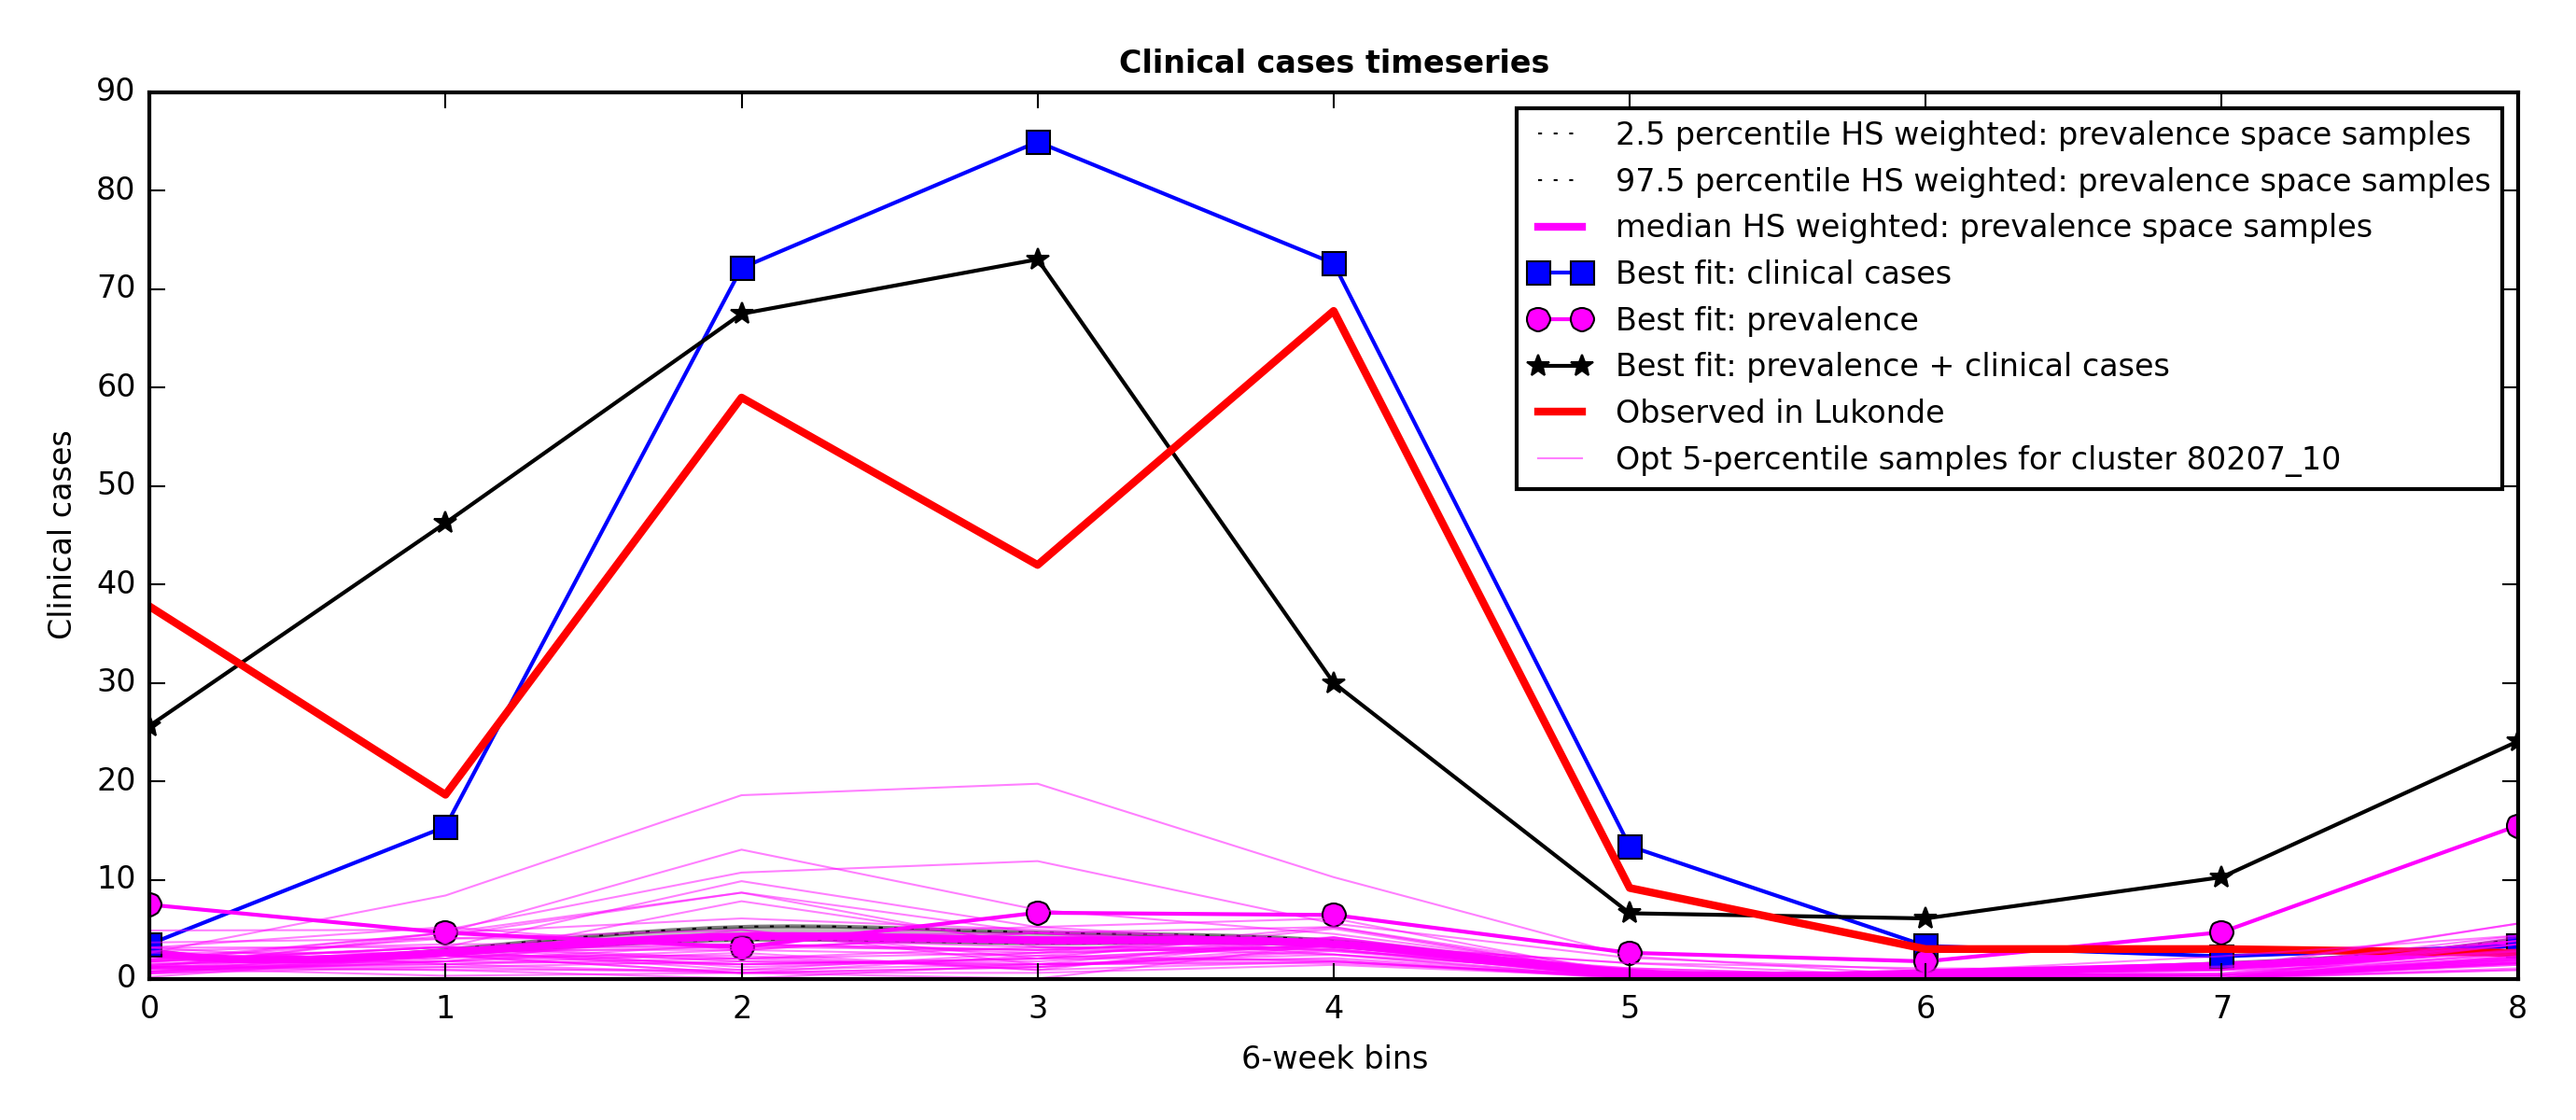 Clinical cases timeseries
90
80
70
60
50
40
30
20
10
0
Clinical cases
2.5 percentile HS weighted: prevalence space samples
97.5 percentile HS weighted: prevalence space samples
median HS weighted: prevalence space samples
Best fit: clinical cases
Best fit: prevalence
Best fit: prevalence + clinical cases
Observed in Lukonde
Opt 5-percentile samples for cluster 80207_10
0 1 2 3 4 5 6 7 8
6-week bins